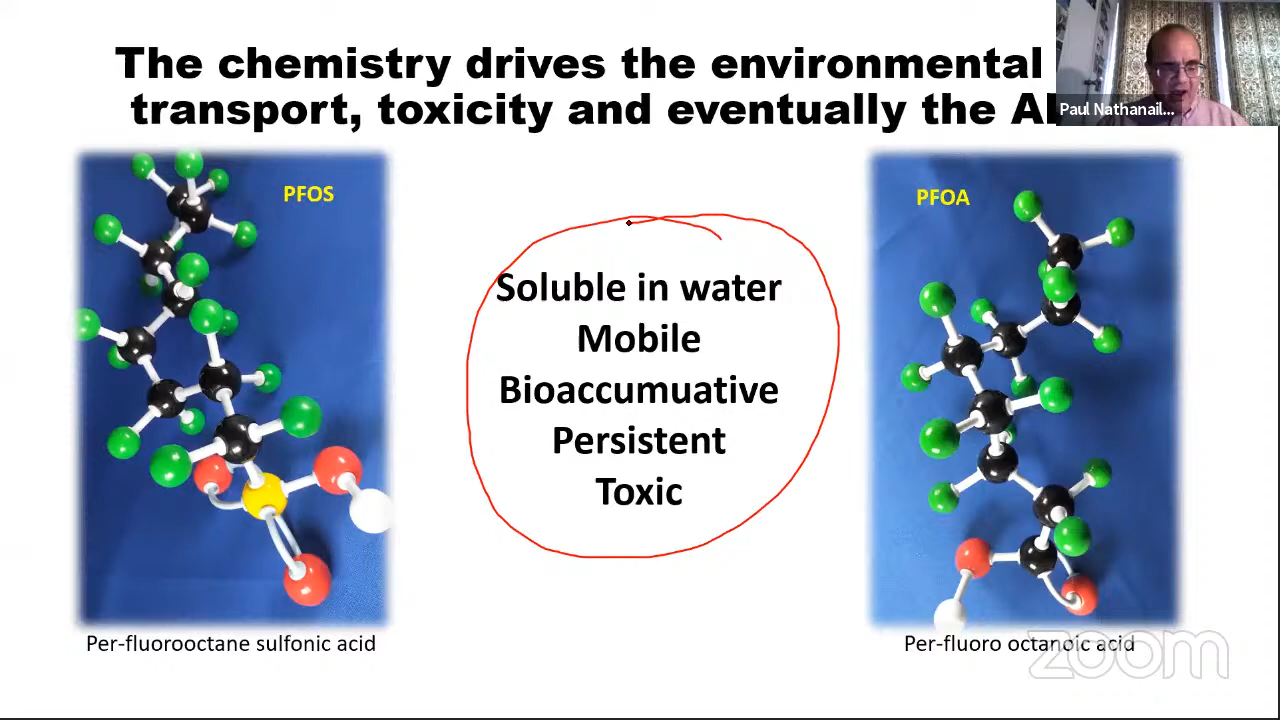 The chemistry drives the environmental
transport, toxicity and eventually the
Paul Nathanail...
PFOS
PFOA
Soluble in water
Mobile
Bioaccumuative
Persistent
Toxic
Per-fluorooctane sulfonic acid
Per-fluoro octanoic acid
zoom